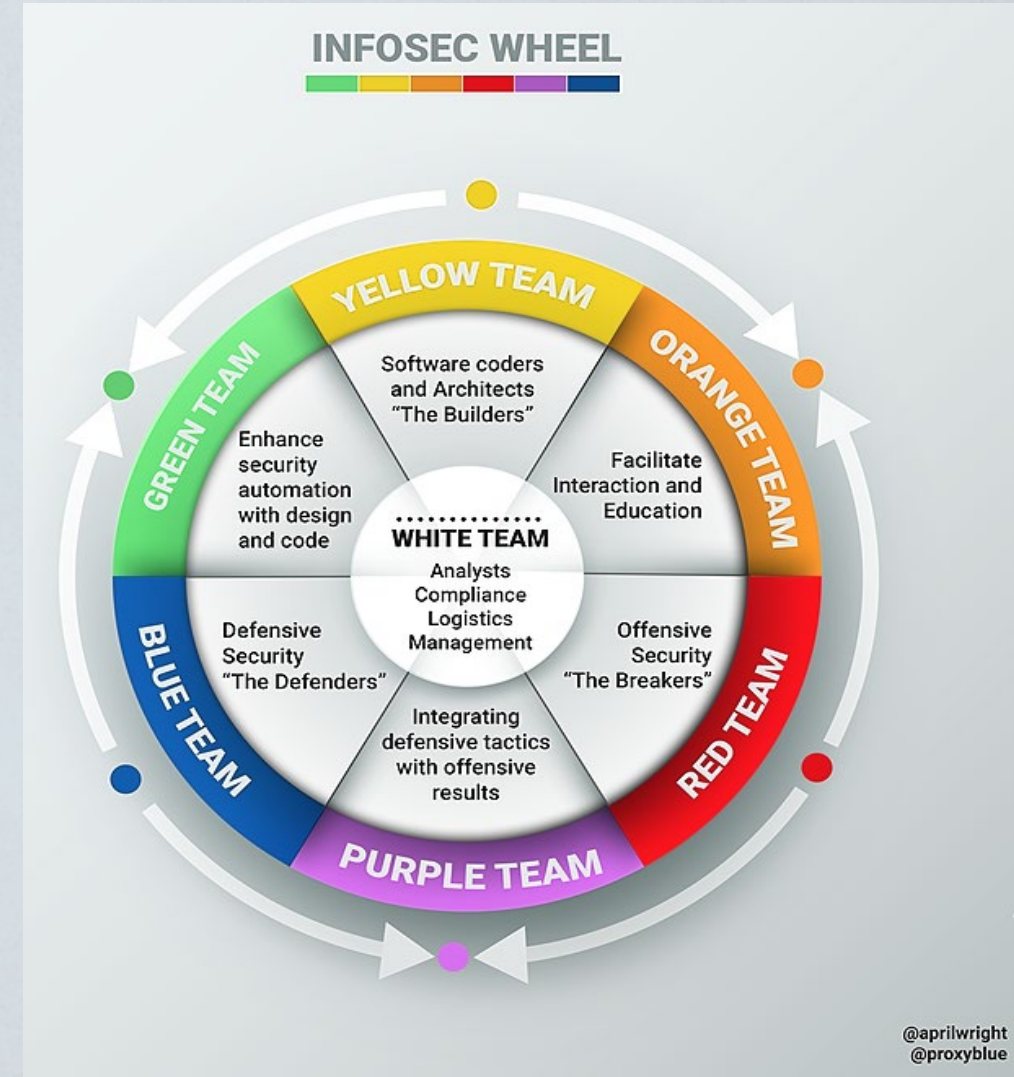 INFOSEC WHEEL
YELLOW TEAM
Software coders
and Architects
“The Builders”
ORANGE TEAM
Facilitate
Interaction and
Education
RED TEAM
Offensive
Security
“The Breakers”
PURPLE TEAM
Integrating
defensive tactics
with offensive
results
BLUE TEAM
Defensive
Security
“The Defenders”
GREEN TEAM
Enhance
security
automation
with design
and code
WHITE TEAM
Analysts
Compliance
Logistics
Management
@aprilwright
@proxyblue